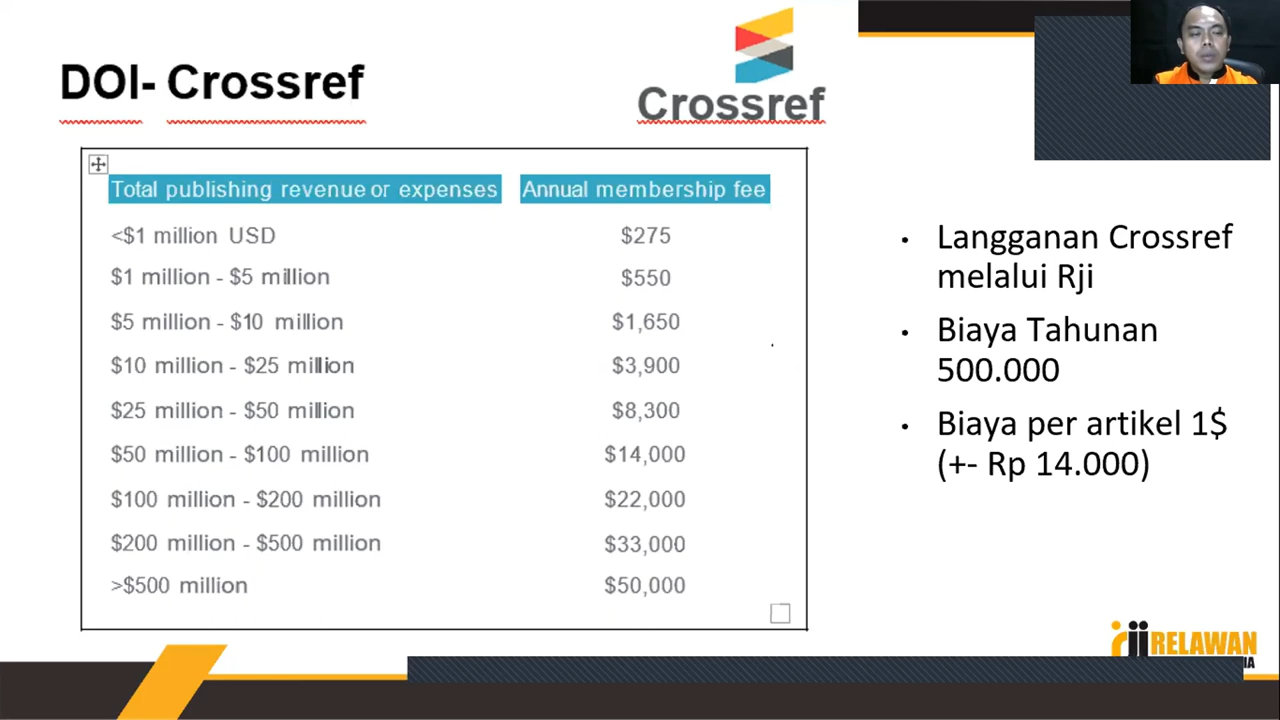 DOI- Crossref
Crossref
Total publishing revenue or expenses Annual membership fee
<$1 million USD $275
$1 million - $5 million $550
$5 million - $10 million $1,650
$10 million - $25 million $3,900
$25 million - $50 million $8,300
$50 million - $100 million $14,000
$100 million - $200 million $22,000
$200 million - $500 million $33,000
>$500 million $50,000
• Langganan Crossref
melalui Rji
• Biaya Tahunan
500.000
• Biaya per artikel 1$
(+- Rp 14.000)
RELAWAN